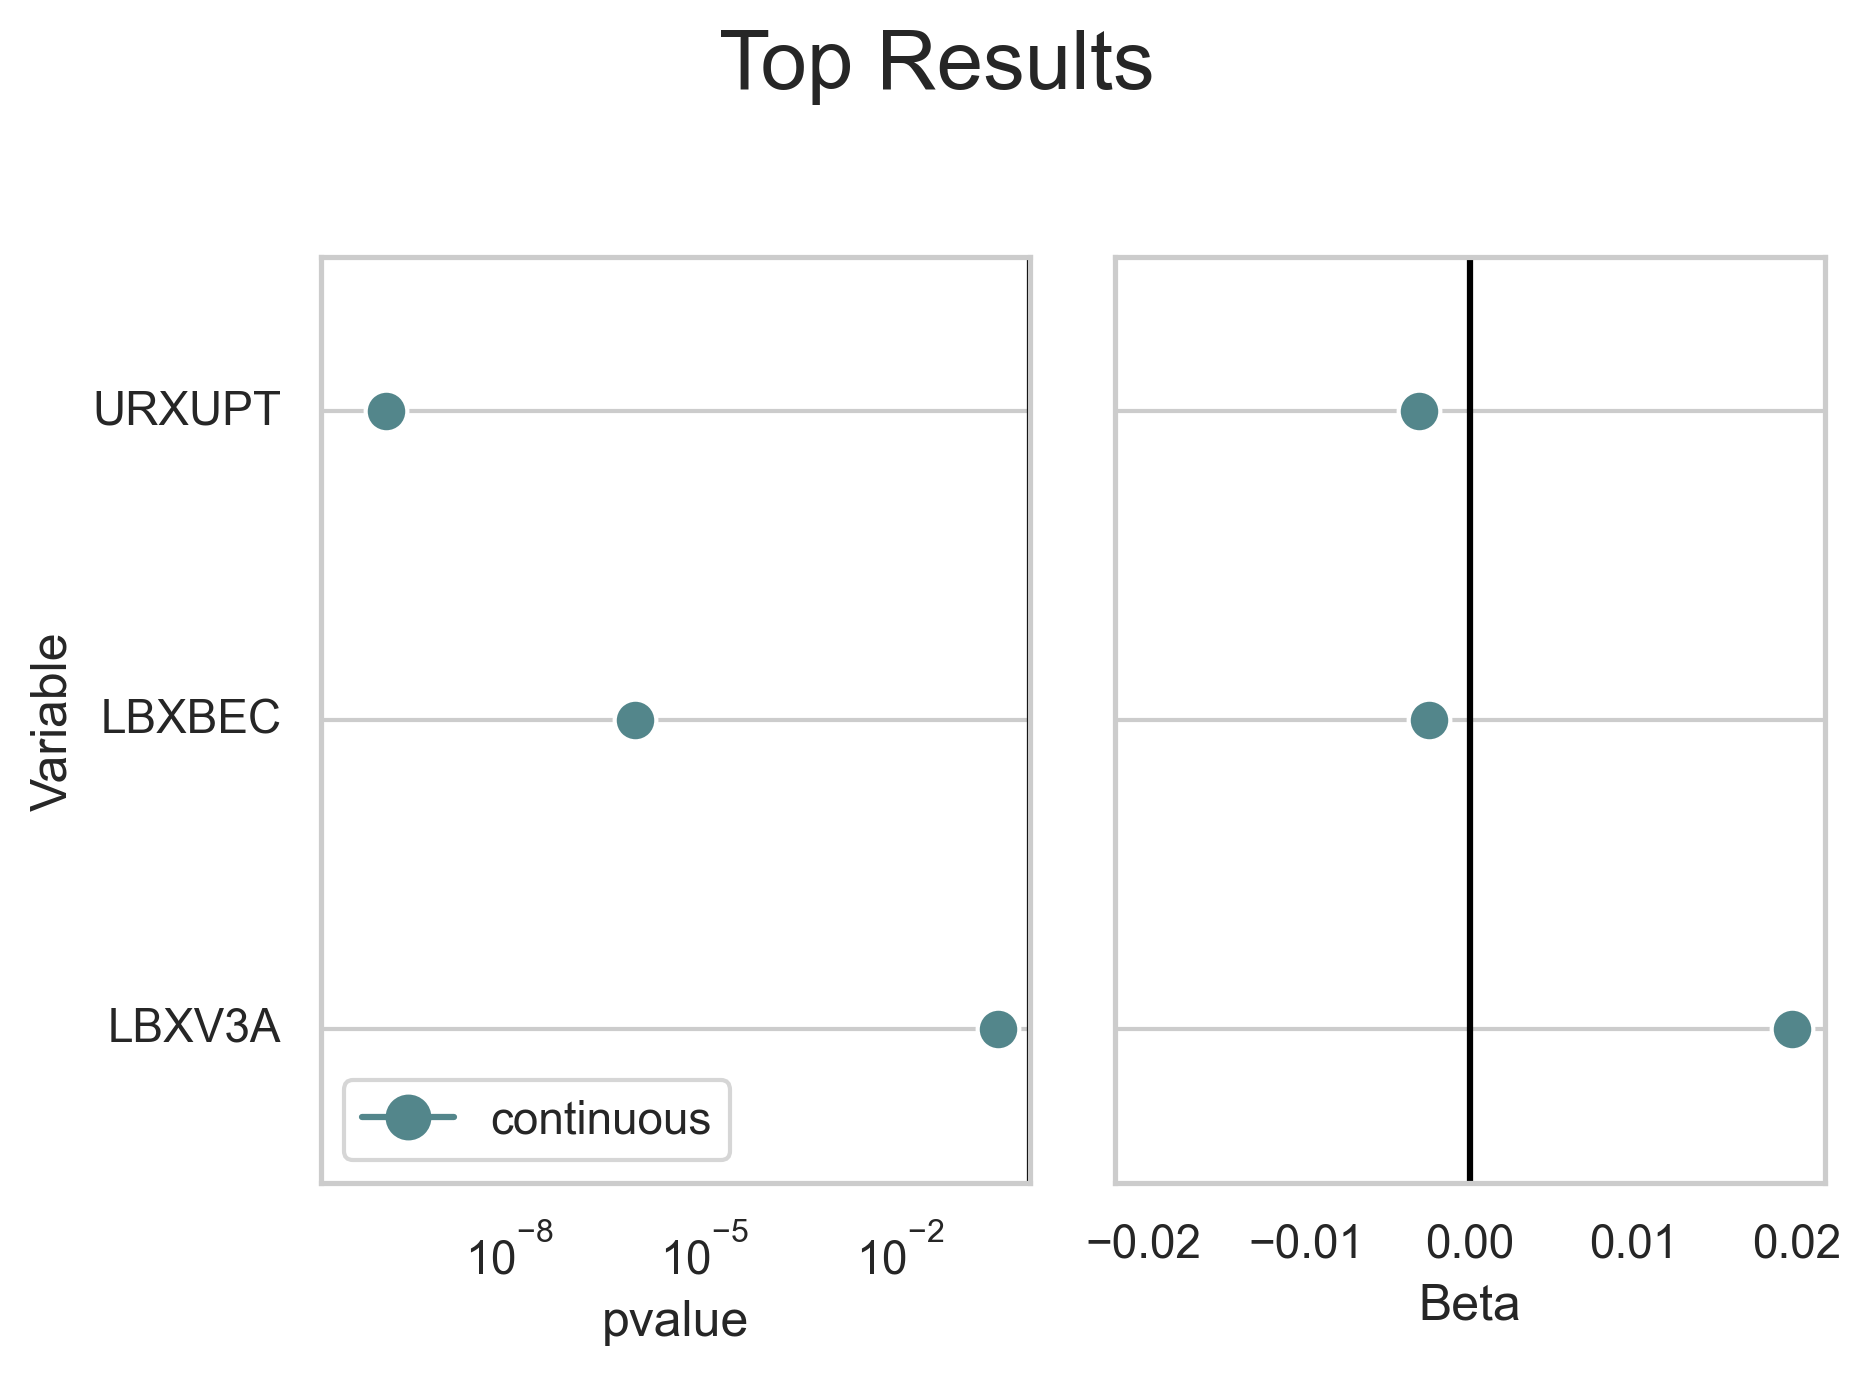 Top Results
Variable
URXUPT
LBXBEC
LBXV3A
continuous
10⁻⁸ 10⁻⁵ 10⁻²
pvalue
−0.02 −0.01 0.00 0.01 0.02
Beta